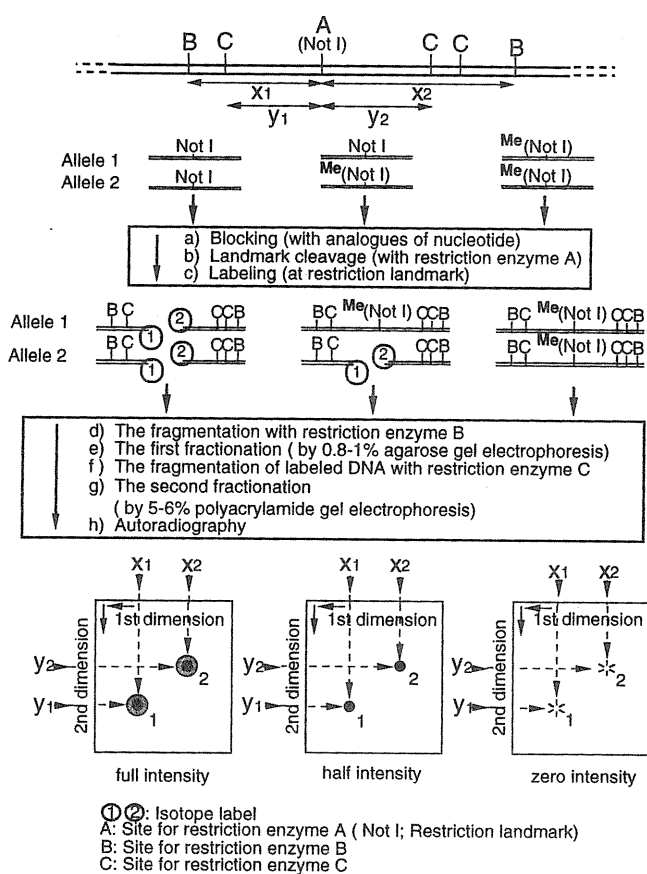 A
B C (Not I) C C B
x1 x2
y1 y2
Not I Not I Me(Not I)
Allele 1
Allele 2 Not I Me(Not I) Me(Not I)
a) Blocking (with analogues of nucleotide)
b) Landmark cleavage (with restriction enzyme A)
c) Labeling (at restriction landmark)
Allele 1 BC 1 2 CCB BC Me(Not I) CCB BC Me(Not I) CCB
Allele 2 BC 1 2 CCB BC 1 2 CCB BC Me(Not I) CCB
d) The fragmentation with restriction enzyme B
e) The first fractionation ( by 0.8-1% agarose gel electrophoresis)
f) The fragmentation of labeled DNA with restriction enzyme C
g) The second fractionation
( by 5-6% polyacrylamide gel electrophoresis)
h) Autoradiography
x1 x2 x1 x2 x1 x2
1st dimension 1st dimension 1st dimension
2nd dimension 2nd dimension 2nd dimension
y2 2 y2 2 y2 2
y1 1 y1 1 y1 1
full intensity half intensity zero intensity
1 2: Isotope label
A: Site for restriction enzyme A ( Not I; Restriction landmark)
B: Site for restriction enzyme B
C: Site for restriction enzyme C